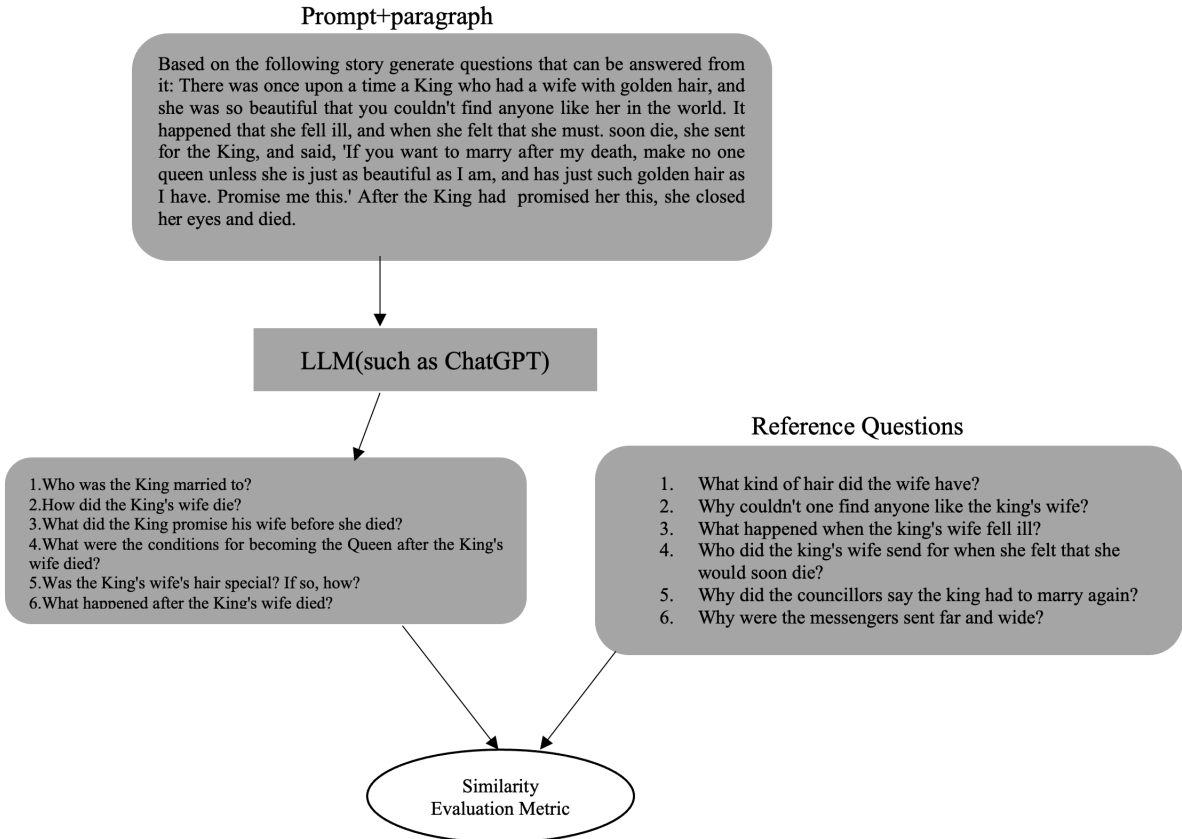 Prompt+paragraph
Based on the following story generate questions that can be answered from
it: There was once upon a time a King who had a wife with golden hair, and
she was so beautiful that you couldn't find anyone like her in the world. It
happened that she fell ill, and when she felt that she must. soon die, she sent
for the King, and said, 'If you want to marry after my death, make no one
queen unless she is just as beautiful as I am, and has just such golden hair as
I have. Promise me this.' After the King had promised her this, she closed
her eyes and died.
LLM(such as ChatGPT)
1.Who was the King married to?
2.How did the King's wife die?
3.What did the King promise his wife before she died?
4.What were the conditions for becoming the Queen after the King's
wife died?
5.Was the King's wife's hair special? If so, how?
6.What happened after the King's wife died?
Reference Questions
1. What kind of hair did the wife have?
2. Why couldn't one find anyone like the king's wife?
3. What happened when the king's wife fell ill?
4. Who did the king's wife send for when she felt that she
would soon die?
5. Why did the councillors say the king had to marry again?
6. Why were the messengers sent far and wide?
Similarity
Evaluation Metric